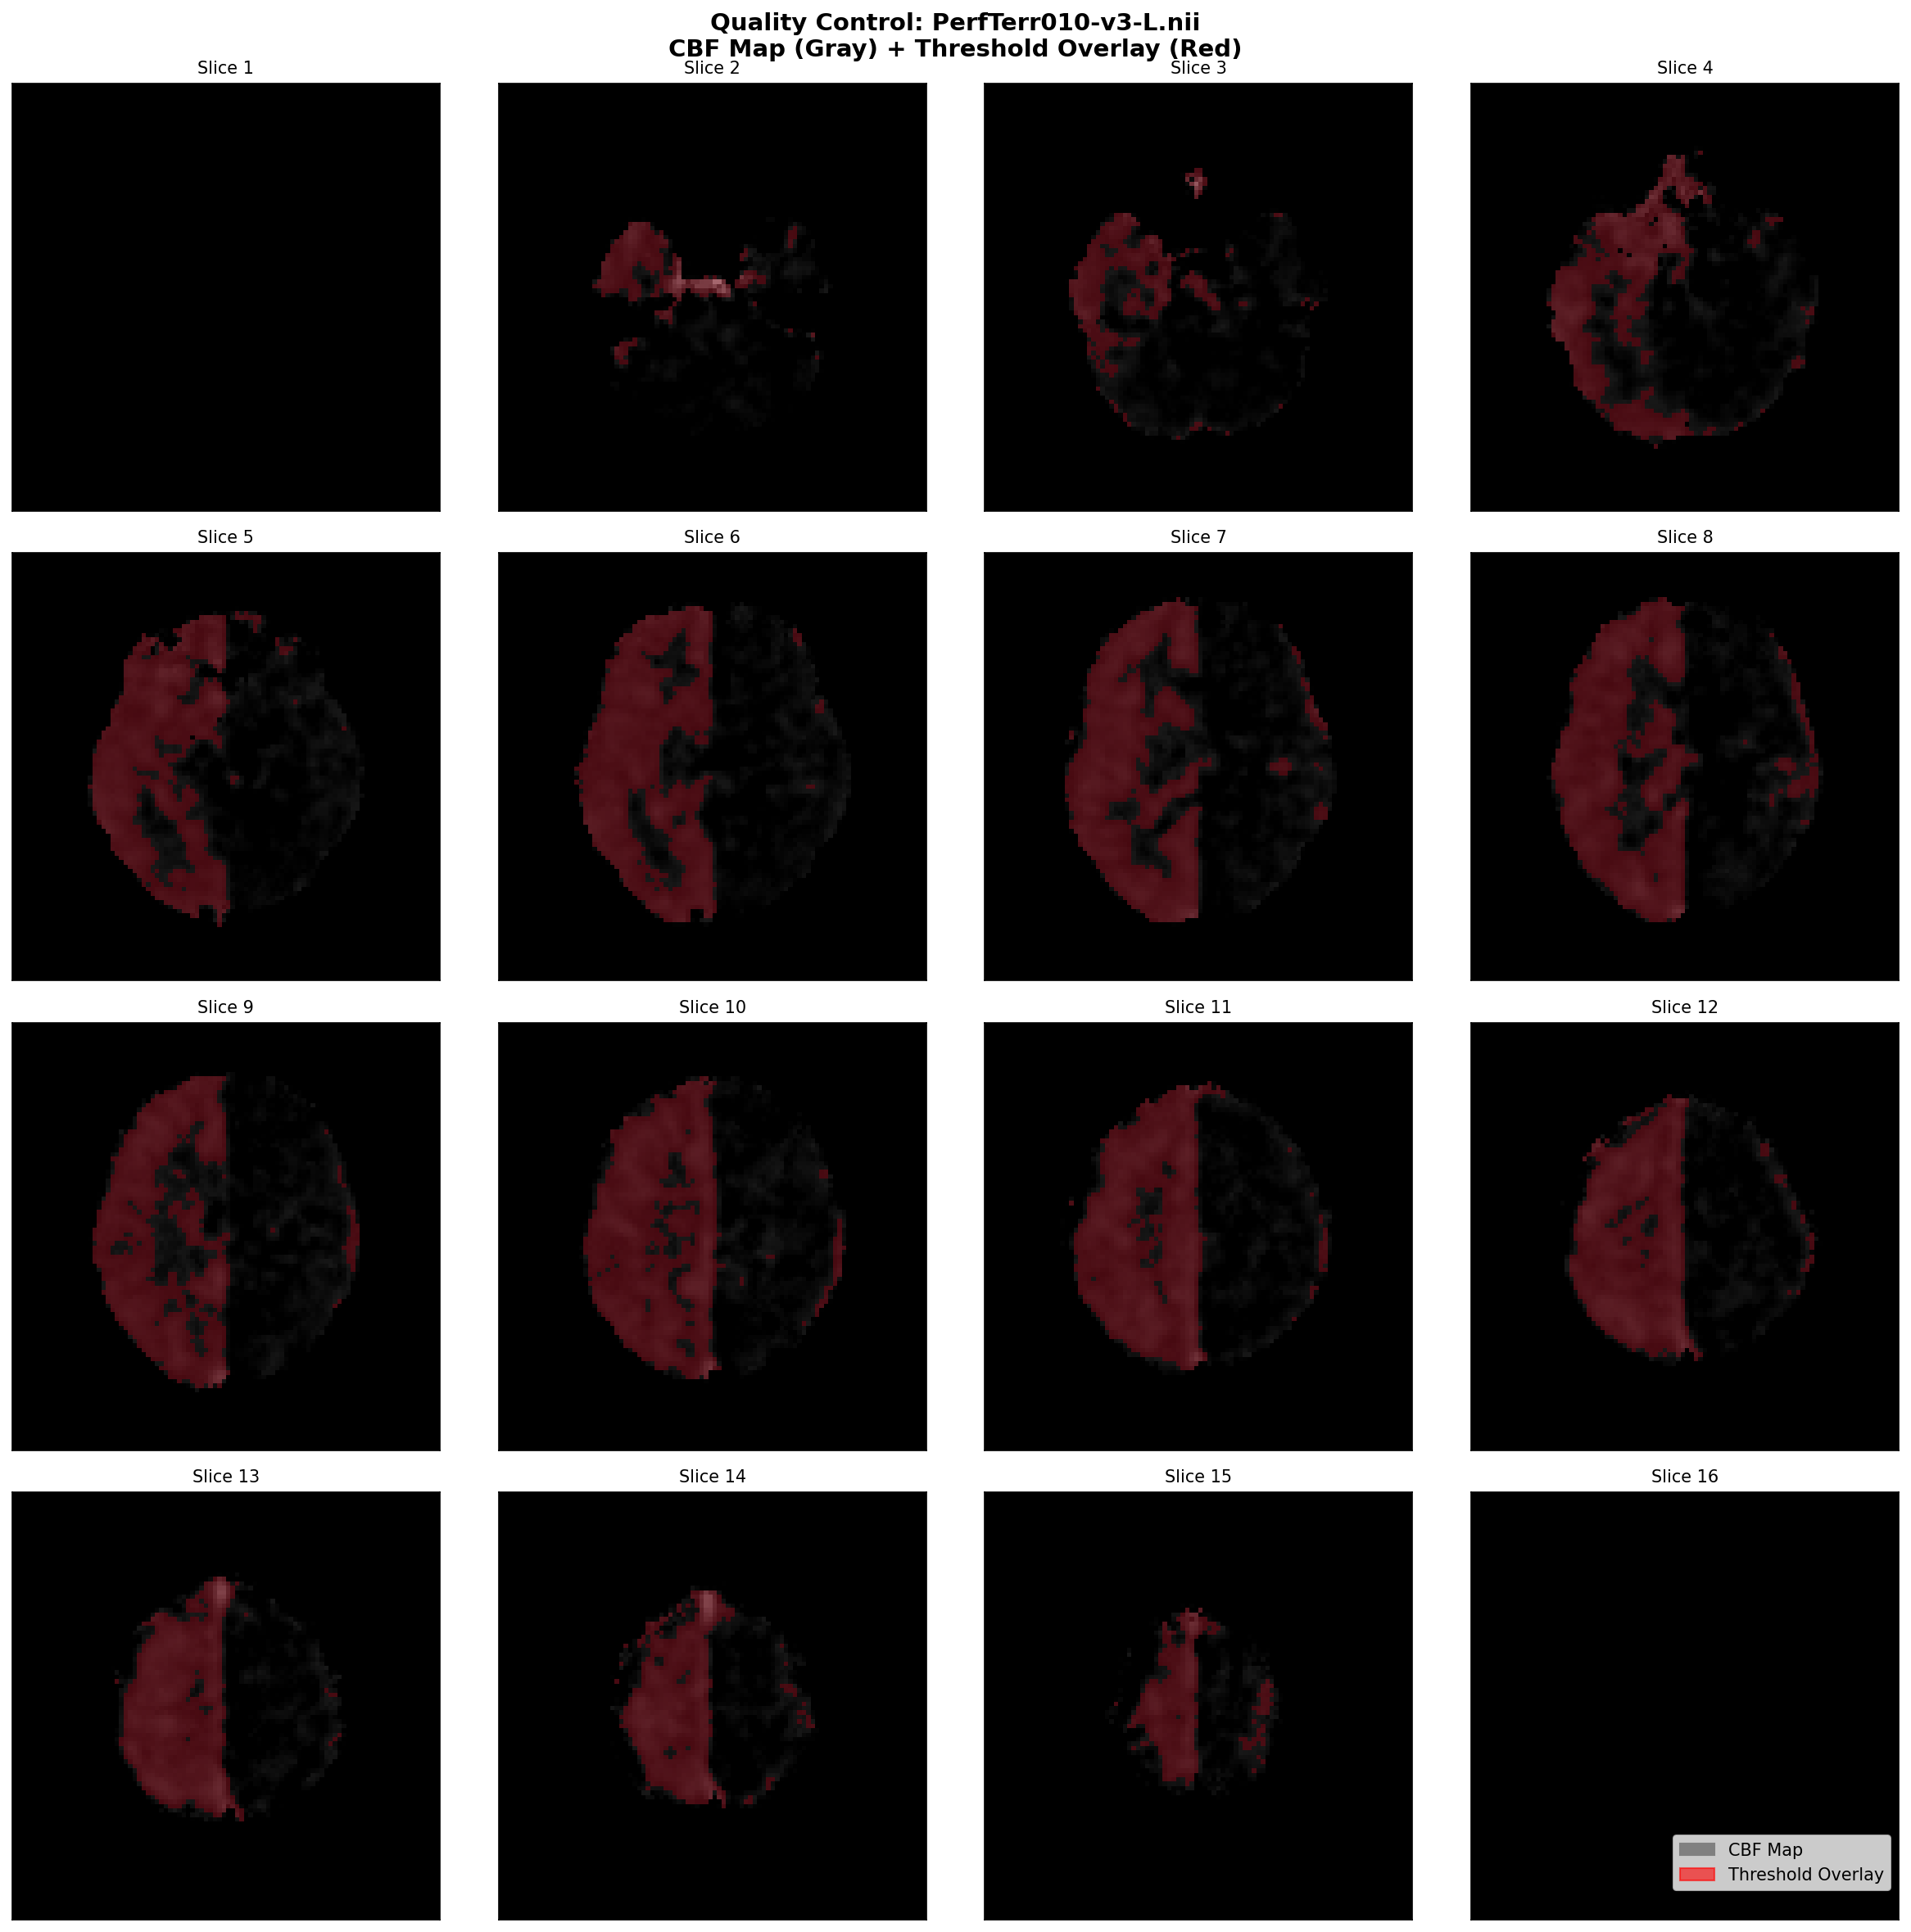 Quality Control: PerfTerr010-v3-L.nii
CBF Map (Gray) + Threshold Overlay (Red)
Slice 1
Slice 2
Slice 3
Slice 4
Slice 5
Slice 6
Slice 7
Slice 8
Slice 9
Slice 10
Slice 11
Slice 12
Slice 13
Slice 14
Slice 15
Slice 16
CBF Map
Threshold Overlay